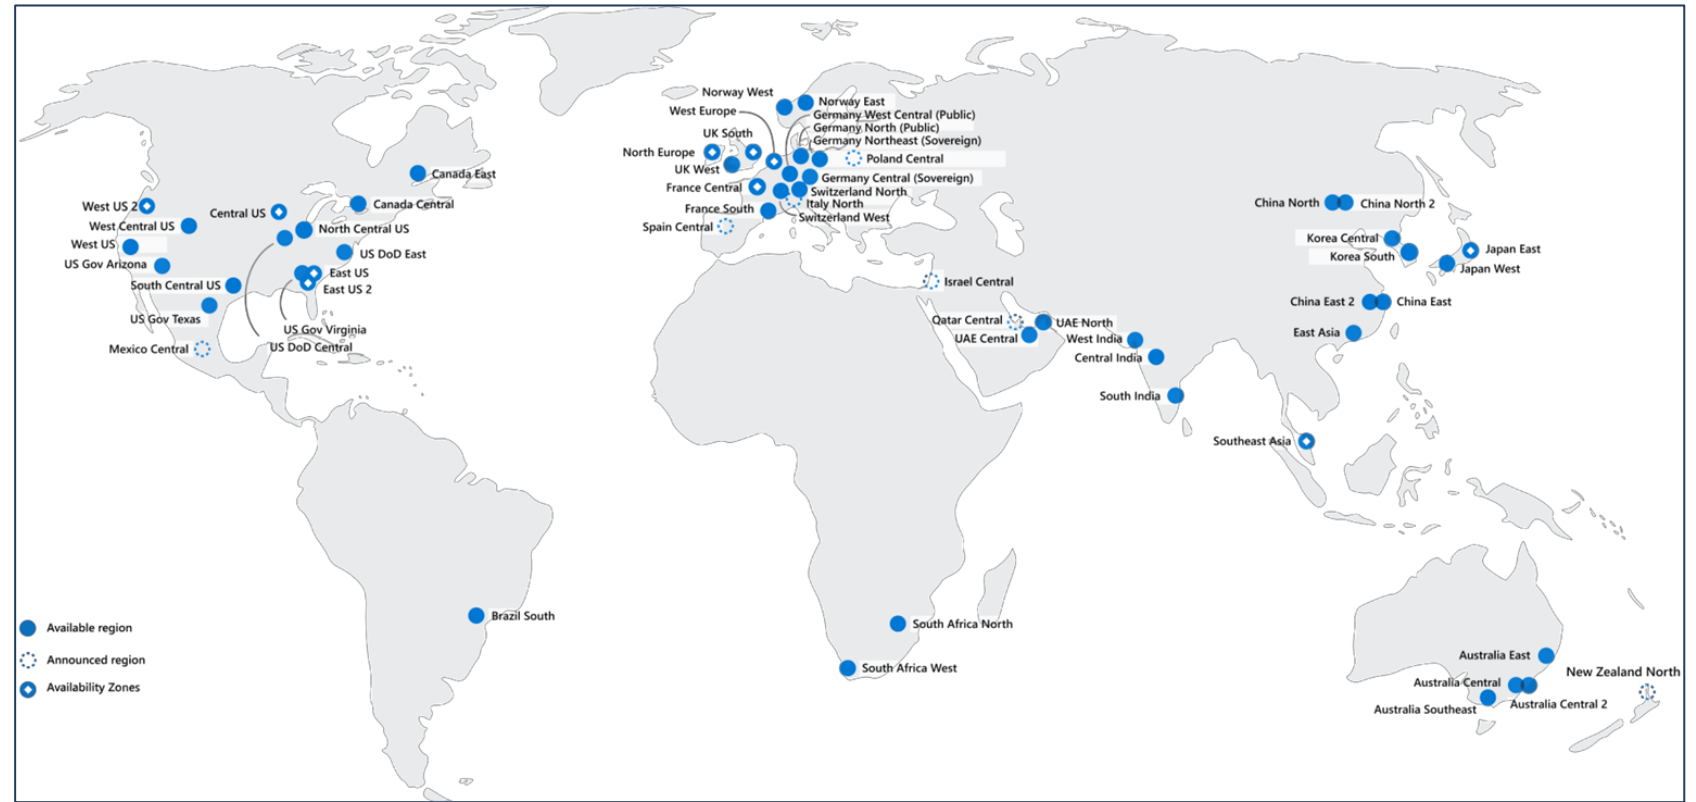 Norway West
Norway East
West Europe
Germany West Central (Public)
Germany North (Public)
UK South
Germany Northeast (Sovereign)
North Europe
Poland Central
UK West
Germany Central (Sovereign)
France Central
Switzerland North
Italy North
France South
Switzerland West
Spain Central
Canada East
West US 2
Canada Central
Central US
West Central US
North Central US
West US
US DoD East
US Gov Arizona
East US
South Central US
East US 2
US Gov Texas
US Gov Virginia
US DoD Central
Mexico Central
China North
China North 2
Korea Central
Korea South
Japan East
Japan West
Israel Central
China East 2
China East
Qatar Central
UAE North
UAE Central
West India
East Asia
Central India
South India
Southeast Asia
Brazil South
South Africa North
South Africa West
Australia East
New Zealand North
Australia Central
Australia Central 2
Australia Southeast
Available region
Announced region
Availability Zones